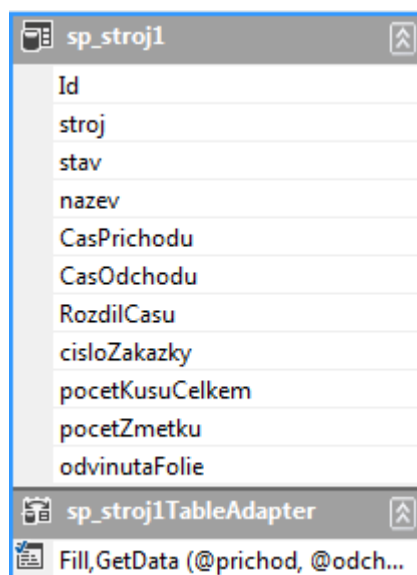 sp_stroj1
Id
stroj
stav
nazev
CasPrichodu
CasOdchodu
RozdilCasu
cisloZakazky
pocetKusuCelkem
pocetZmetku
odvinutaFolie
sp_stroj1TableAdapter
Fill,GetData (@prichod, @odch...